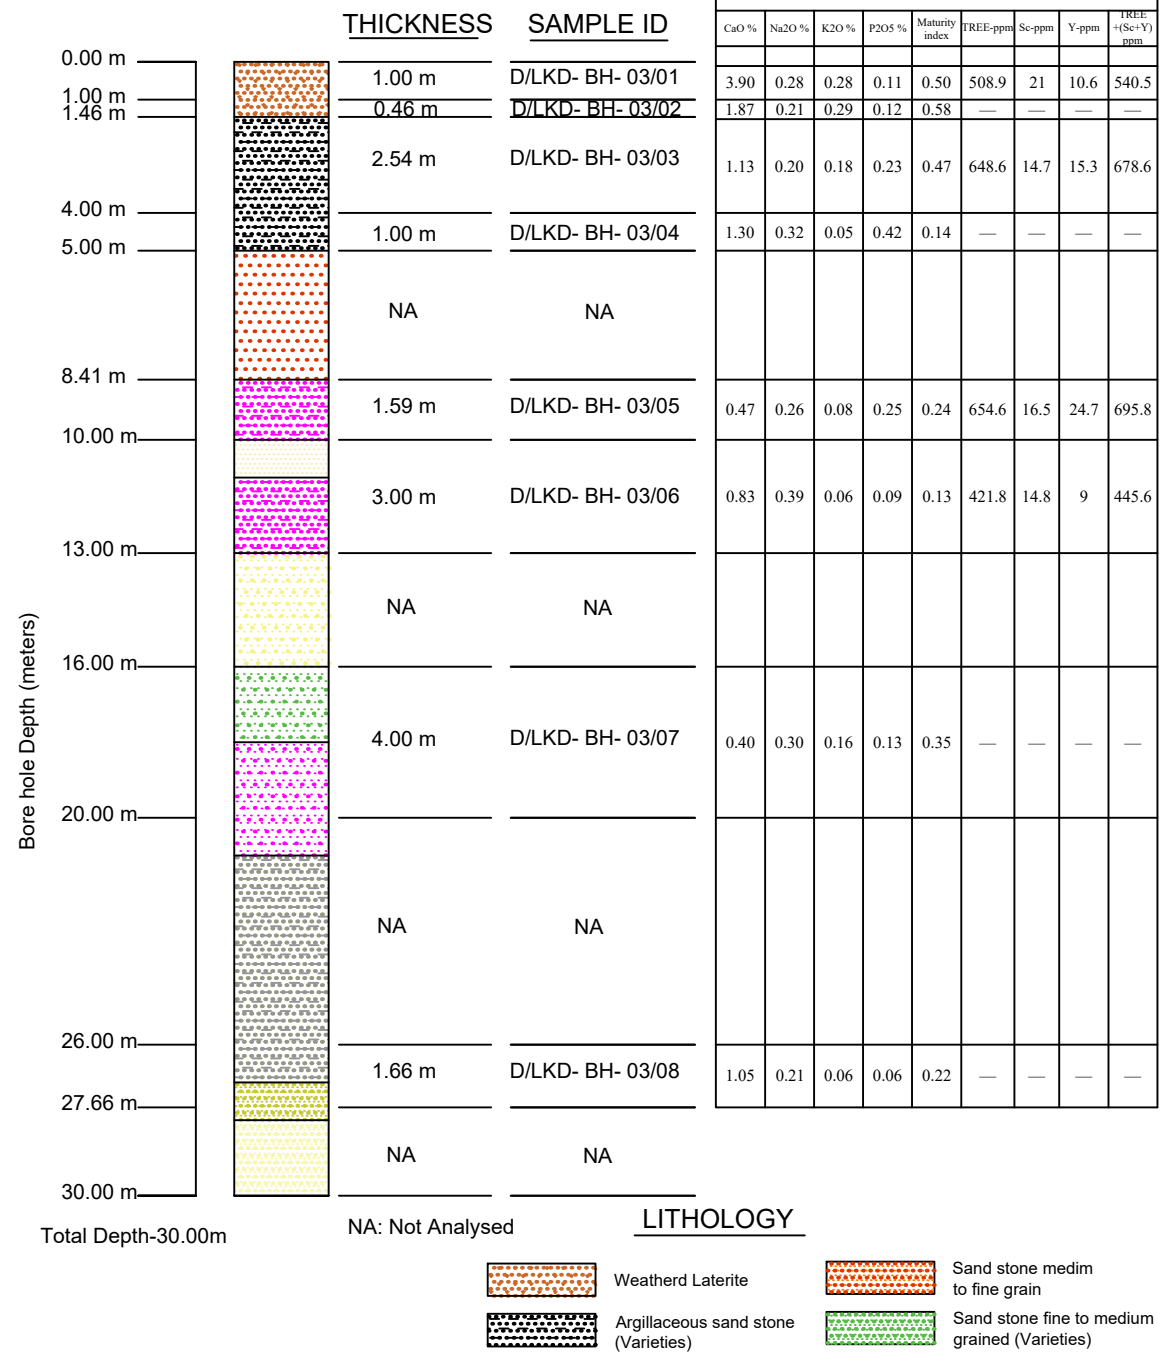 THICKNESS SAMPLE ID
CaO % Na2O % K2O % P2O5 % Maturity index TREE-ppm Sc-ppm Y-ppm TREE +(Sc+Y) ppm
0.00 m
1.00 m D/LKD- BH- 03/01 3.90 0.28 0.28 0.11 0.50 508.9 21 10.6 540.5
1.00 m
0.46 m D/LKD- BH- 03/02 1.87 0.21 0.29 0.12 0.58 — — — —
1.46 m
2.54 m D/LKD- BH- 03/03 1.13 0.20 0.18 0.23 0.47 648.6 14.7 15.3 678.6
4.00 m
1.00 m D/LKD- BH- 03/04 1.30 0.32 0.05 0.42 0.14 — — — —
5.00 m
NA NA
8.41 m
1.59 m D/LKD- BH- 03/05 0.47 0.26 0.08 0.25 0.24 654.6 16.5 24.7 695.8
10.00 m
3.00 m D/LKD- BH- 03/06 0.83 0.39 0.06 0.09 0.13 421.8 14.8 9 445.6
13.00 m
NA NA
16.00 m
4.00 m D/LKD- BH- 03/07 0.40 0.30 0.16 0.13 0.35 — — — —
20.00 m
NA NA
26.00 m
1.66 m D/LKD- BH- 03/08 1.05 0.21 0.06 0.06 0.22 — — — —
27.66 m
NA NA
30.00 m
Bore hole Depth (meters)
Total Depth-30.00m
NA: Not Analysed
LITHOLOGY
Weatherd Laterite
Sand stone medim
to fine grain
Argillaceous sand stone
(Varieties)
Sand stone fine to medium
grained (Varieties)